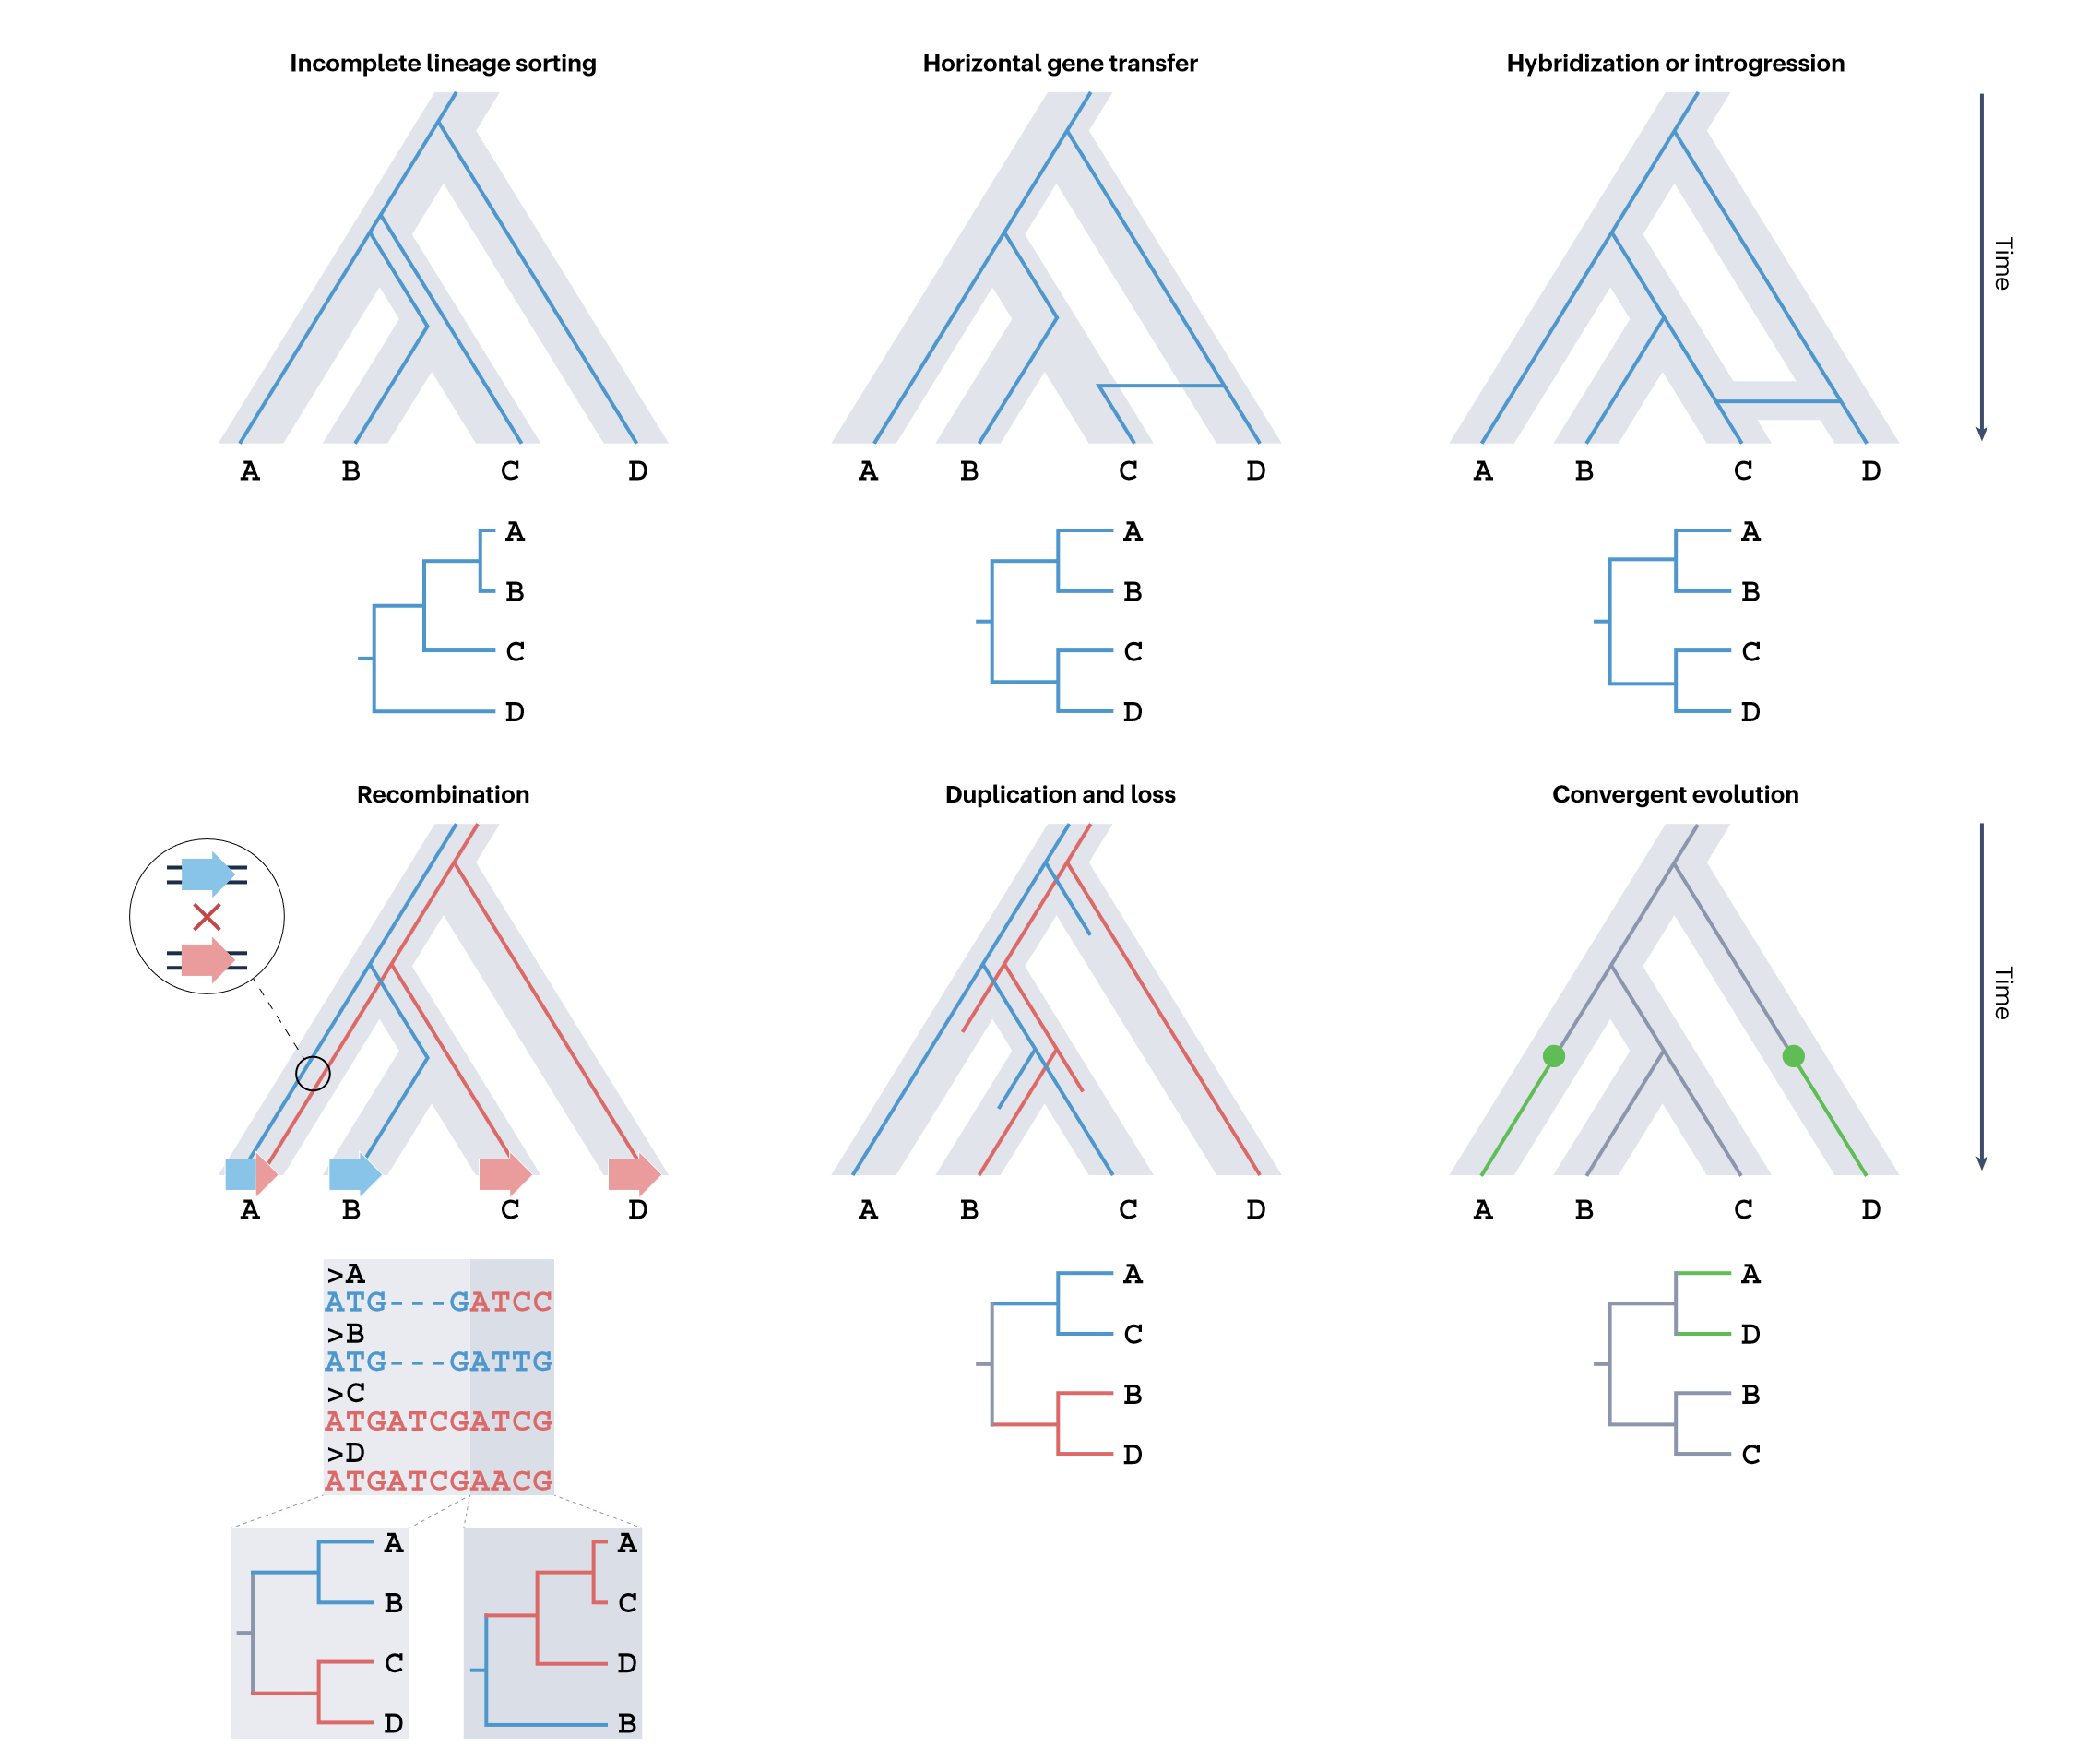 Incomplete lineage sorting
Horizontal gene transfer
Hybridization or introgression
Time
A B C D
A B C D
A B C D
A
B
C
D
A
B
C
D
A
B
C
D
Recombination
Duplication and loss
Convergent evolution
Time
A B C D
A B C D
A B C D
>A
ATG---GATCC
>B
ATG---GATTG
>C
ATGATCGATCG
>D
ATGATCGAACG
A
B
C
D
A
C
D
B
A
C
B
D
A
D
B
C